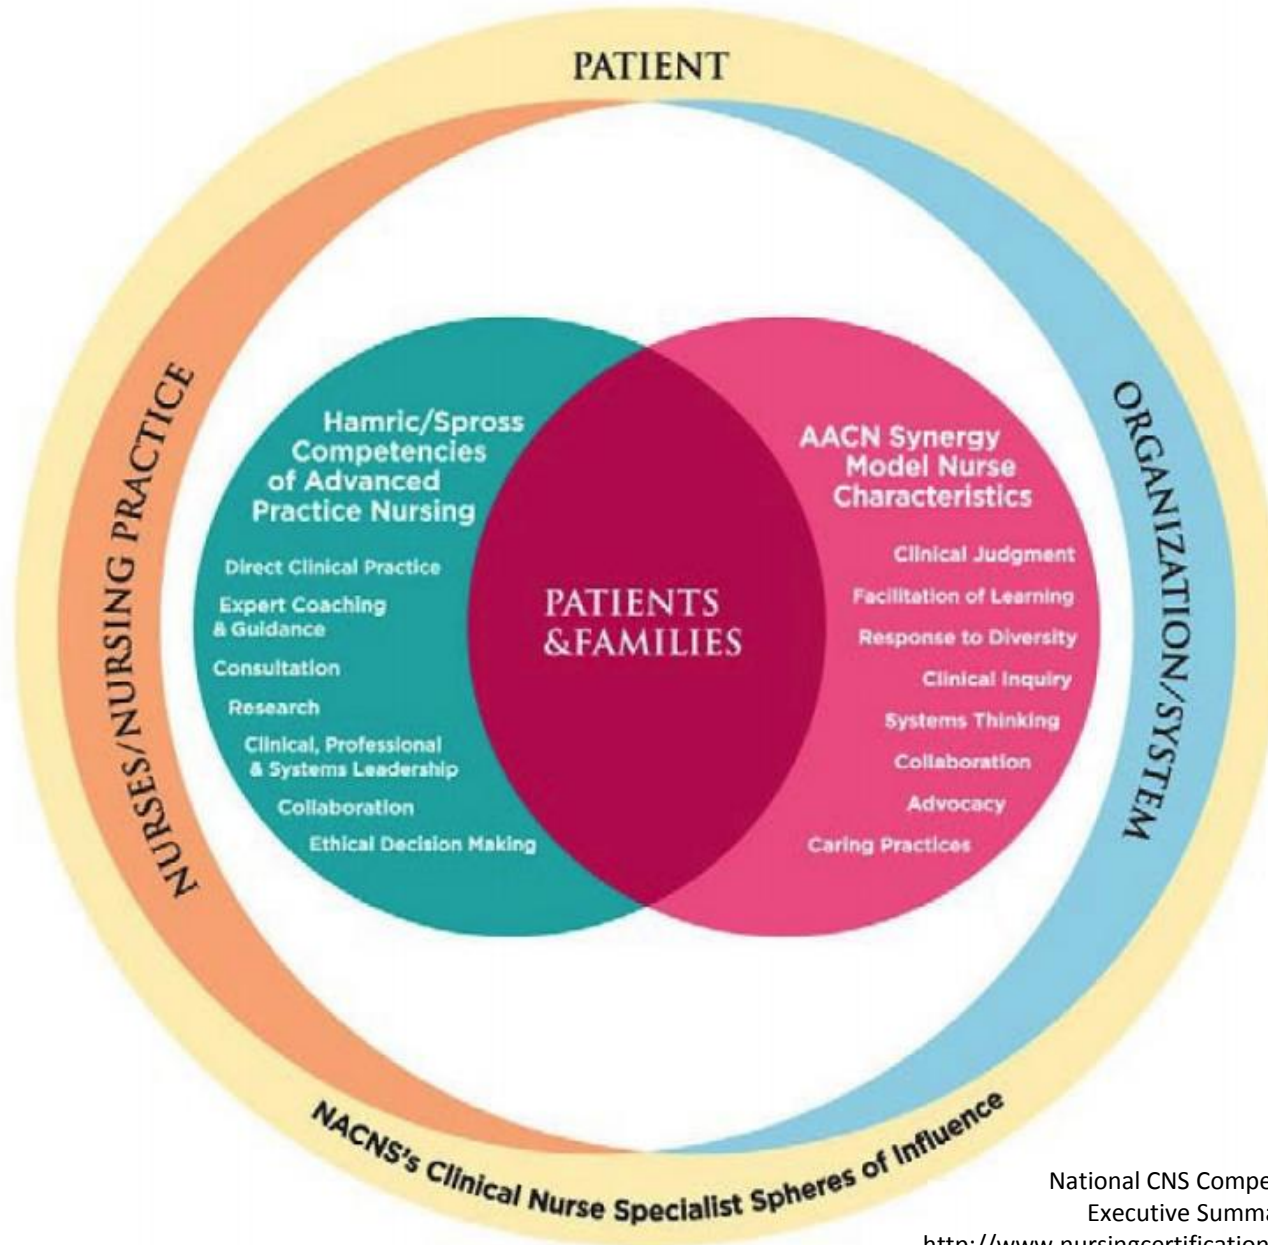 PATIENT
NURSES/NURSING PRACTICE
ORGANIZATION/SYSTEM
Hamric/Spross
Competencies
of Advanced
Practice Nursing
Direct Clinical Practice
Expert Coaching
& Guidance
Consultation
Research
Clinical, Professional
& Systems Leadership
Collaboration
Ethical Decision Making
PATIENTS
&FAMILIES
AACN Synergy
Model Nurse
Characteristics
Clinical Judgment
Facilitation of Learning
Response to Diversity
Clinical Inquiry
Systems Thinking
Collaboration
Advocacy
Caring Practices
NACNS's Clinical Nurse Specialist Spheres of Influence
National CNS
Executive